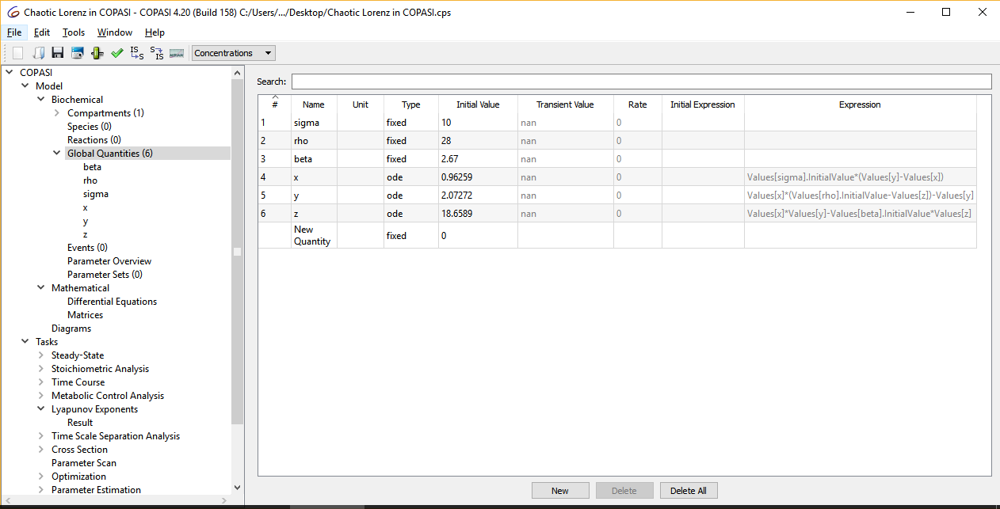 Chaotic Lorenz in COPASI - COPASI 4.20 (Build 158) C:/Users/.../Desktop/Chaotic Lorenz in COPASI.cps
File Edit Tools Window Help
Concentrations
COPASI
Model
Biochemical
Compartments (1)
Species (0)
Reactions (0)
Global Quantities (6)
beta
rho
sigma
x
y
z
Events (0)
Parameter Overview
Parameter Sets (0)
Mathematical
Differential Equations
Matrices
Diagrams
Tasks
Steady-State
Stoichiometric Analysis
Time Course
Metabolic Control Analysis
Lyapunov Exponents
Result
Time Scale Separation Analysis
Cross Section
Parameter Scan
Optimization
Parameter Estimation
Search:
# Name Unit Type Initial Value Transient Value Rate Initial Expression Expression
1 sigma fixed 10 nan 0
2 rho fixed 28 nan 0
3 beta fixed 2.67 nan 0
4 x ode 0.96259 nan 0 Values[sigma].InitialValue*(Values[y]-Values[x])
5 y ode 2.07272 nan 0 Values[x]*(Values[rho].InitialValue-Values[z])-Values[y]
6 z ode 18.6589 nan 0 Values[x]*Values[y]-Values[beta].InitialValue*Values[z]
New Quantity fixed 0
New Delete Delete All